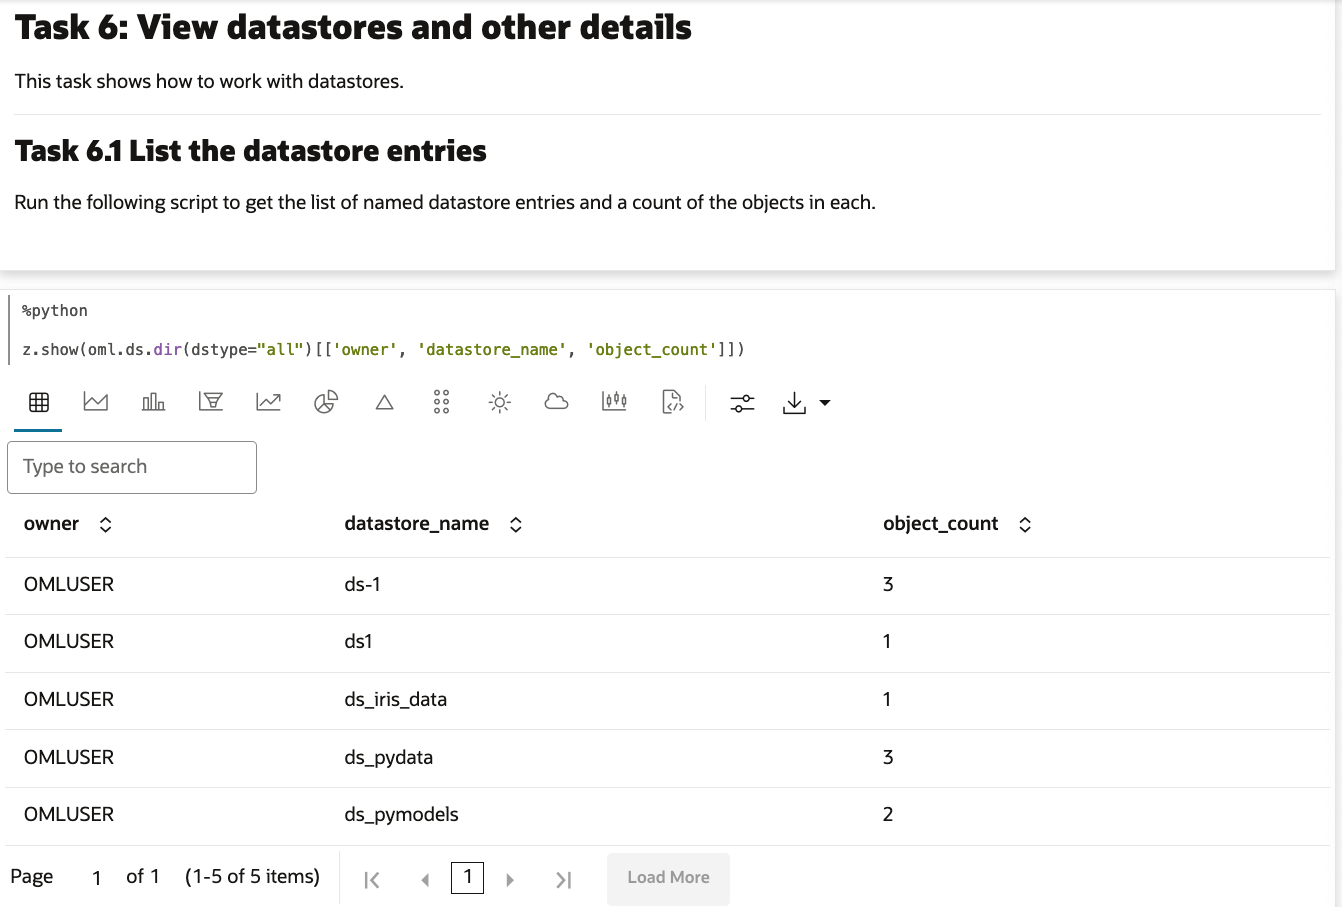 Task 6: View datastores and other details
This task shows how to work with datastores.
Task 6.1 List the datastore entries
Run the following script to get the list of named datastore entries and a count of the objects in each.
%python
z.show(oml.ds.dir(dstype="all")[['owner', 'datastore_name', 'object_count']])
Type to search
owner datastore_name object_count
OMLUSER ds-1 3
OMLUSER ds1 1
OMLUSER ds_iris_data 1
OMLUSER ds_pydata 3
OMLUSER ds_pymodels 2
Page 1 of 1 (1-5 of 5 items) 1 Load More